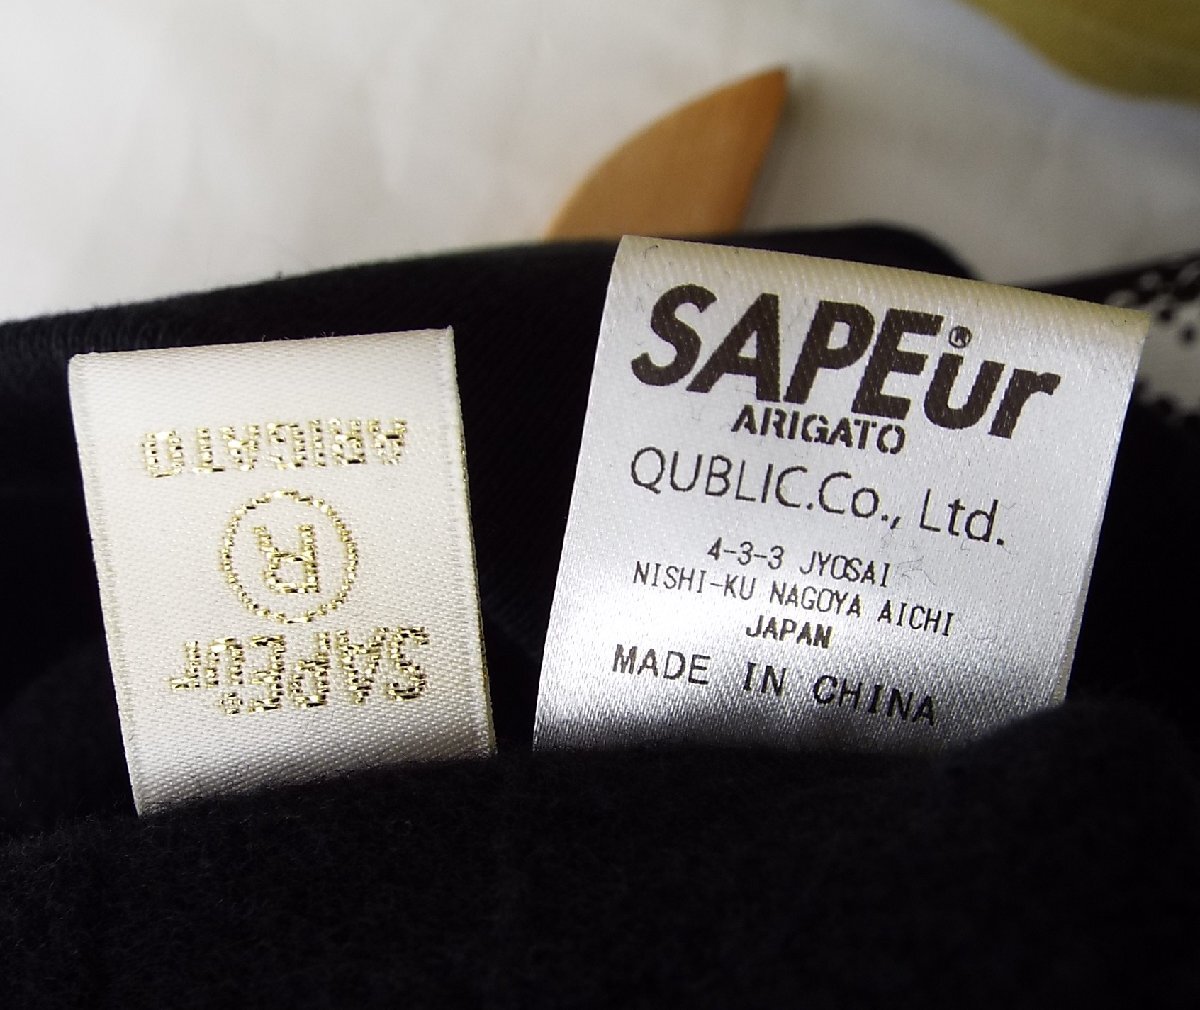 ARIGATO
R
SAPEur
SAPEur®
ARIGATO
QUBLIC.Co., Ltd.
4-3-3 JYOSAI
NISHI-KU NAGOYA AICHI
JAPAN
MADE IN CHINA